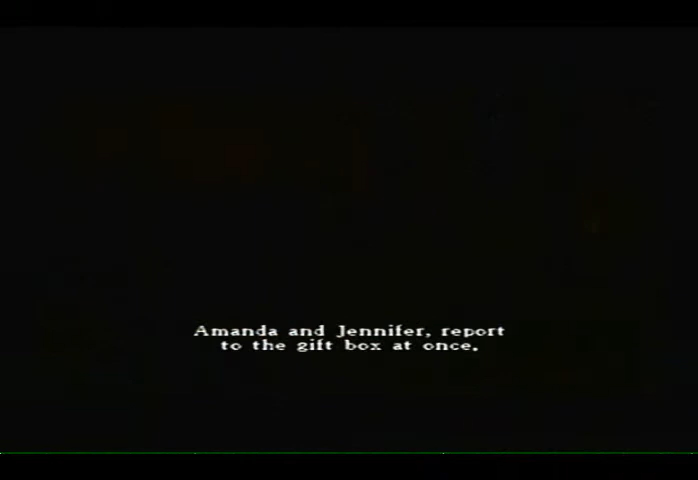 Amanda and Jennifer, report
to the gift box at once.